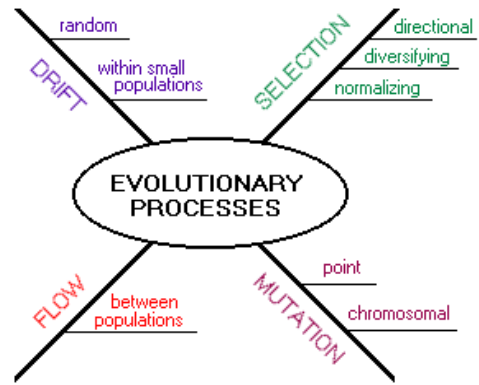 random
DRIFT
within small
populations
SELECTION
directional
diversifying
normalizing
EVOLUTIONARY
PROCESSES
FLOW
between
populations
MUTATION
point
chromosomal